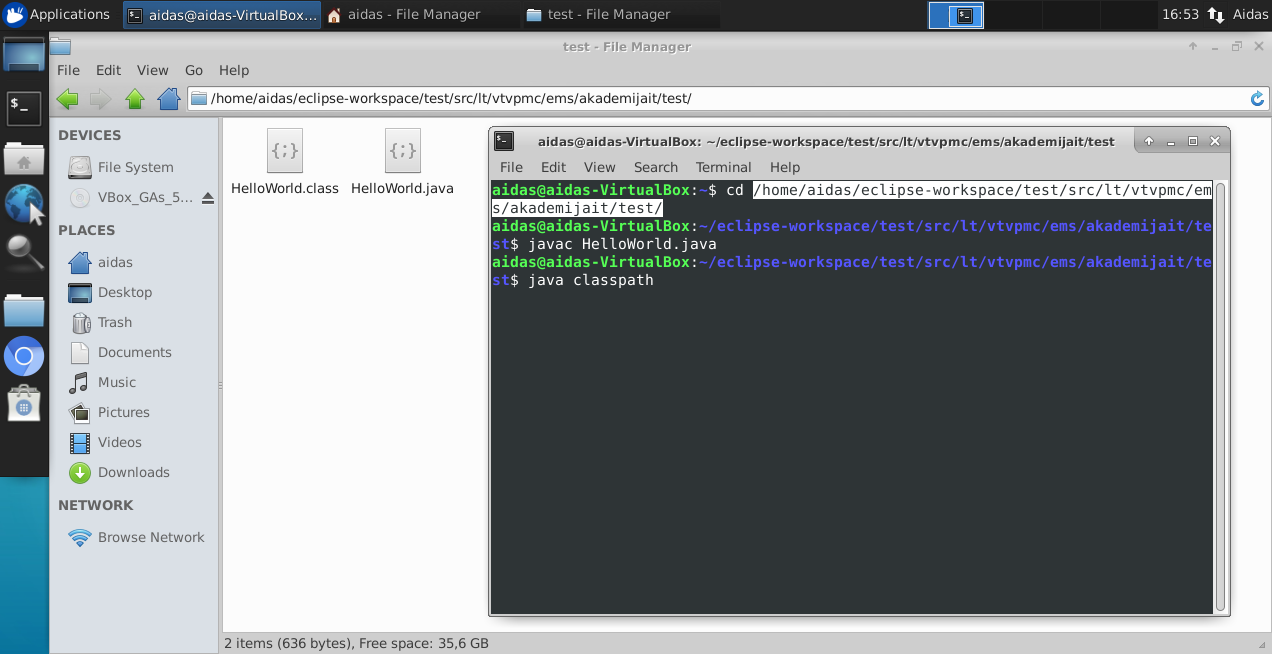 Applications aidas@aidas-VirtualBox... aidas - File Manager test - File Manager 16:53 Aidas
test - File Manager
File Edit View Go Help
/home/aidas/eclipse-workspace/test/src/lt/vtvpmc/ems/akademijait/test/
DEVICES
File System
VBox_GAs_5...
PLACES
aidas
Desktop
Trash
Documents
Music
Pictures
Videos
Downloads
NETWORK
Browse Network
HelloWorld.class HelloWorld.java
aidas@aidas-VirtualBox: ~/eclipse-workspace/test/src/lt/vtvpmc/ems/akademijait/test
File Edit View Search Terminal Help
aidas@aidas-VirtualBox:~$ cd /home/aidas/eclipse-workspace/test/src/lt/vtvpmc/em
s/akademijait/test/
aidas@aidas-VirtualBox:~/eclipse-workspace/test/src/lt/vtvpmc/ems/akademijait/te
st$ javac HelloWorld.java
aidas@aidas-VirtualBox:~/eclipse-workspace/test/src/lt/vtvpmc/ems/akademijait/te
st$ java classpath
2 items (636 bytes), Free space: 35,6 GB